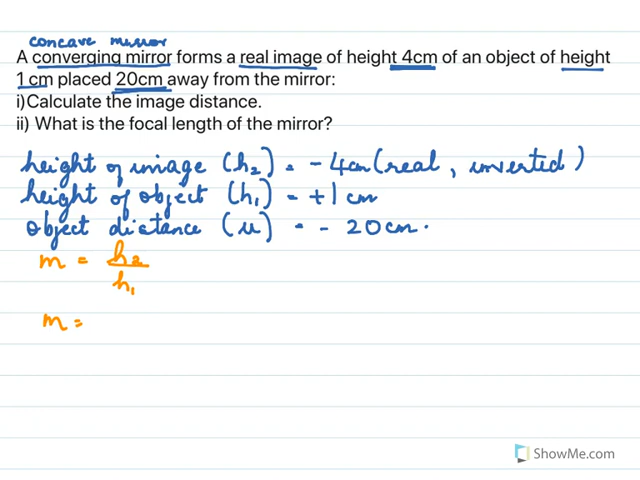 concave mirror
A converging mirror forms a real image of height 4cm of an object of height
1 cm placed 20cm away from the mirror:
i)Calculate the image distance.
ii) What is the focal length of the mirror?
height of image (h₂) = - 4cm (real, inverted)
height of object (h₁) = +1 cm
object distance (u) = - 20cm.
m = h₂/h₁
m =
ShowMe.com